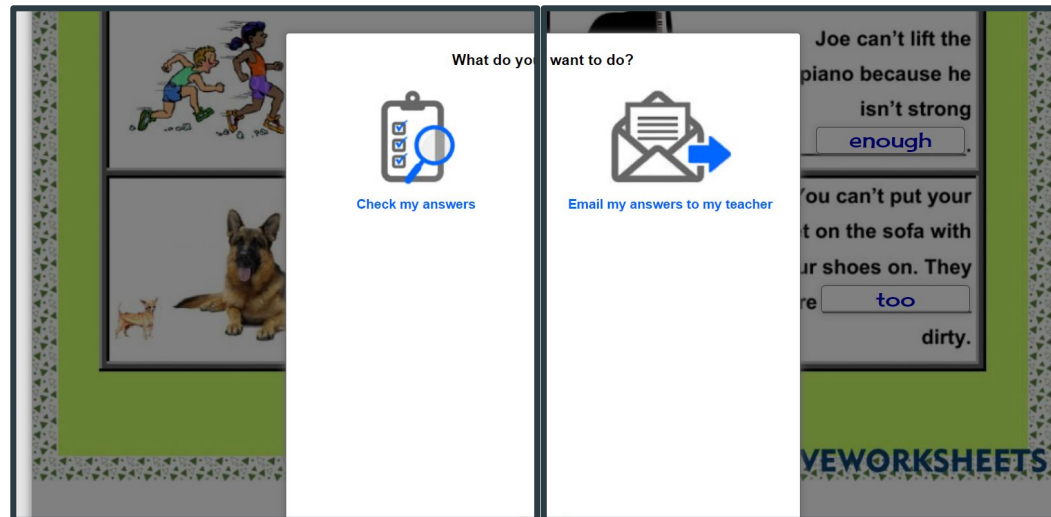 What do you want to do?
Check my answers
Email my answers to my teacher
Joe can't lift the
piano because he
isn't strong
enough.
ou can't put your
t on the sofa with
ur shoes on. They
re too
dirty.
VEWORKSHEETS